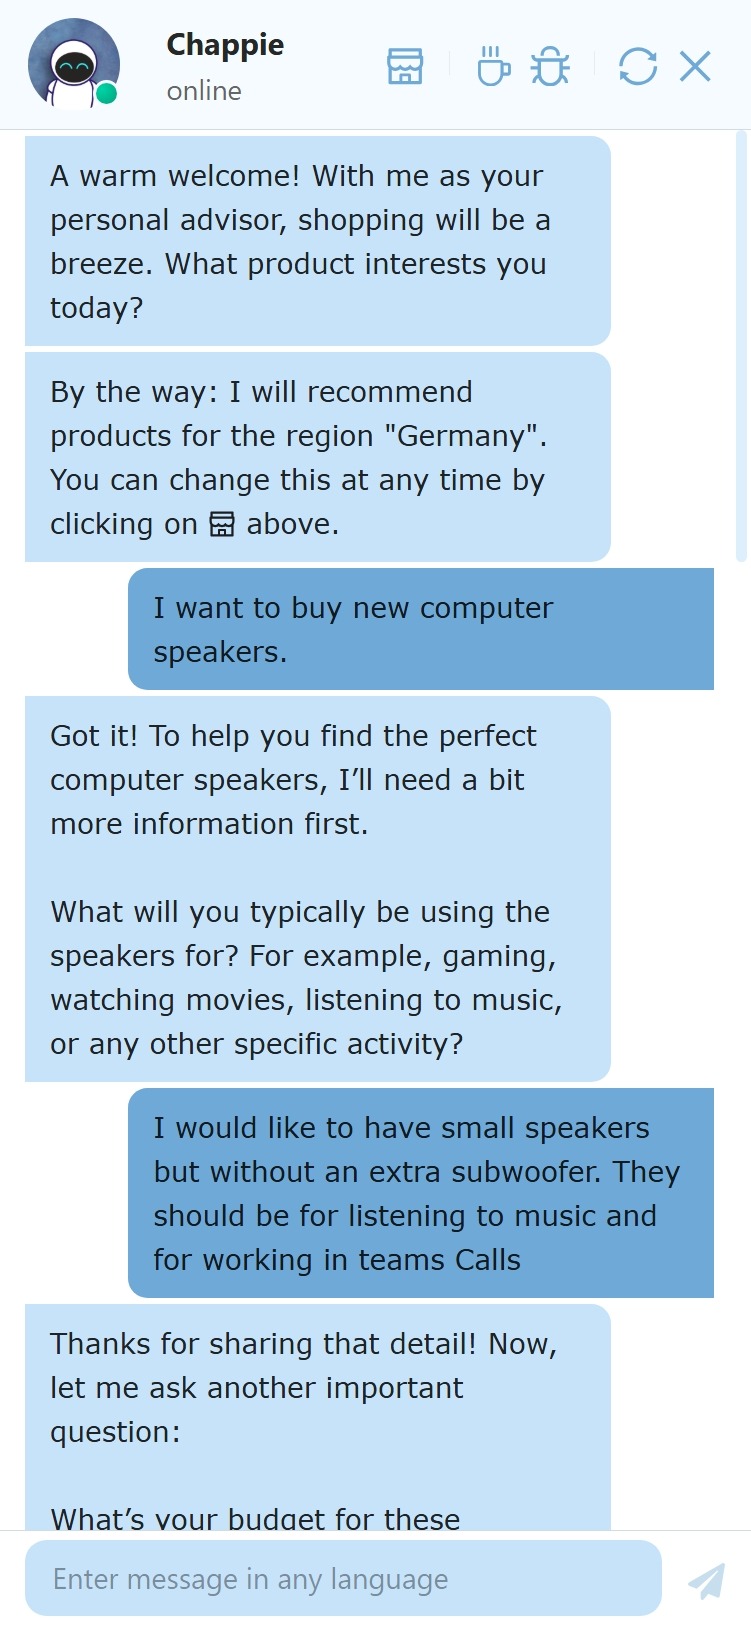 Chappie
online
A warm welcome! With me as your
personal advisor, shopping will be a
breeze. What product interests you
today?
By the way: I will recommend
products for the region "Germany".
You can change this at any time by
clicking on above.
I want to buy new computer
speakers.
Got it! To help you find the perfect
computer speakers, I’ll need a bit
more information first.
What will you typically be using the
speakers for? For example, gaming,
watching movies, listening to music,
or any other specific activity?
I would like to have small speakers
but without an extra subwoofer. They
should be for listening to music and
for working in teams Calls
Thanks for sharing that detail! Now,
let me ask another important
question:
What’s your budget for these
Enter message in any language